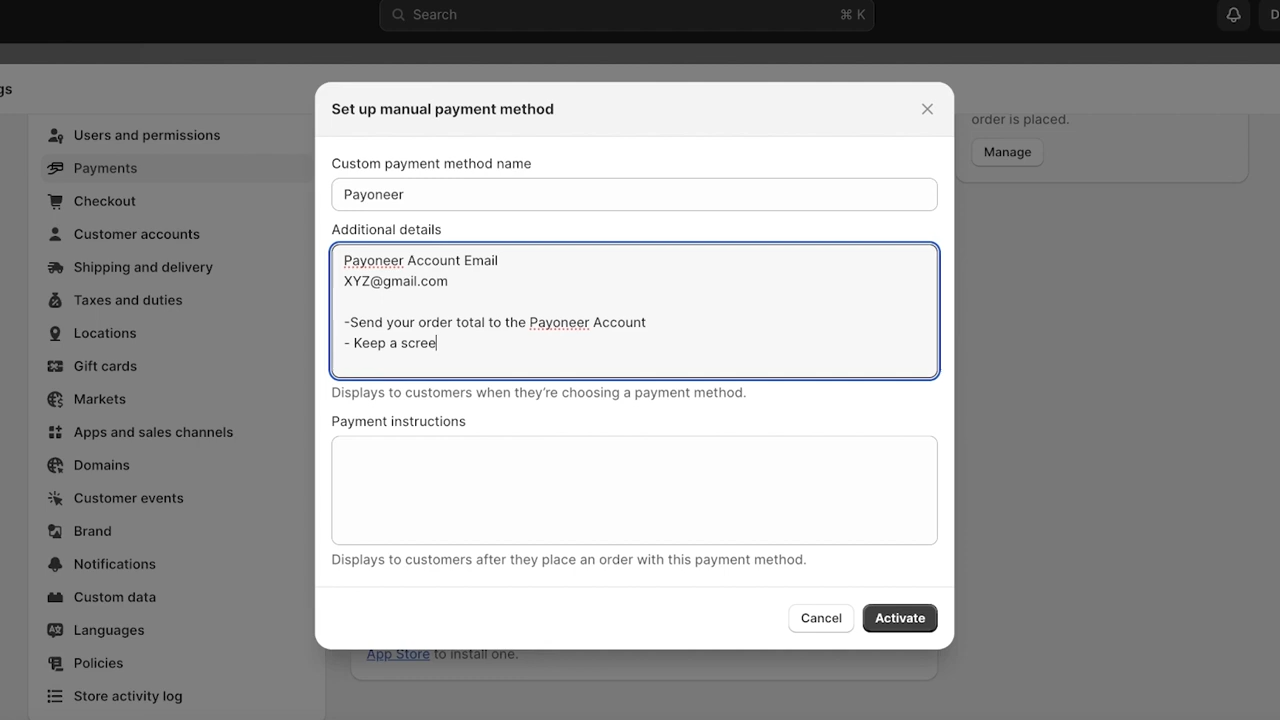 Search
⌘ K
D
gs
Users and permissions
Payments
Checkout
Customer accounts
Shipping and delivery
Taxes and duties
Locations
Gift cards
Markets
Apps and sales channels
Domains
Customer events
Brand
Notifications
Custom data
Languages
Policies
Store activity log
order is placed.
Manage
Set up manual payment method
Custom payment method name
Payoneer
Additional details
Payoneer Account Email
XYZ@gmail.com
-Send your order total to the Payoneer Account
- Keep a scree
Displays to customers when they’re choosing a payment method.
Payment instructions
Displays to customers after they place an order with this payment method.
Cancel
Activate
App Store to install one.